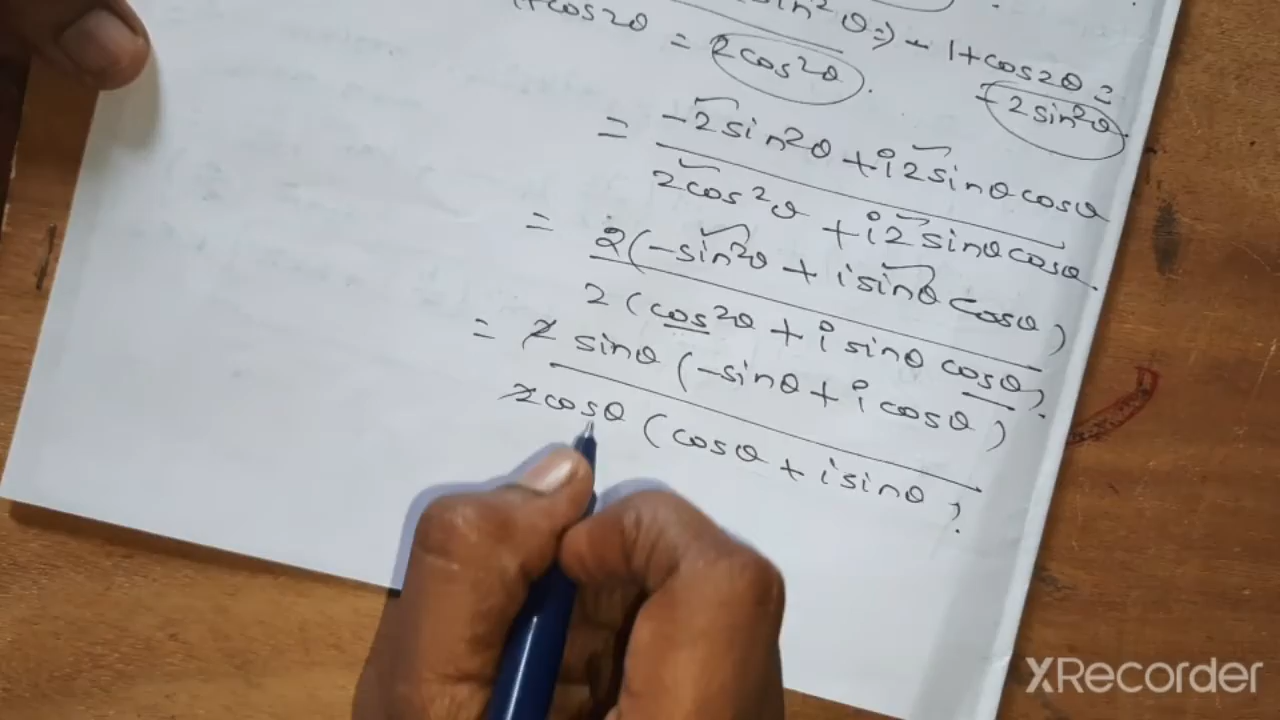 sin²θ ⇒ - 1+cos2θ =
1+cos2θ = 2cos²θ. -2sin²θ.
= -2sin²θ + i2sinθcosθ
2cos²θ + i2sinθcosθ.
= 2(-sin²θ + isinθcosθ)
2(cos²θ + isinθcosθ).
= 2sinθ(-sinθ + icosθ)
2cosθ(cosθ + isinθ)
XRecorder